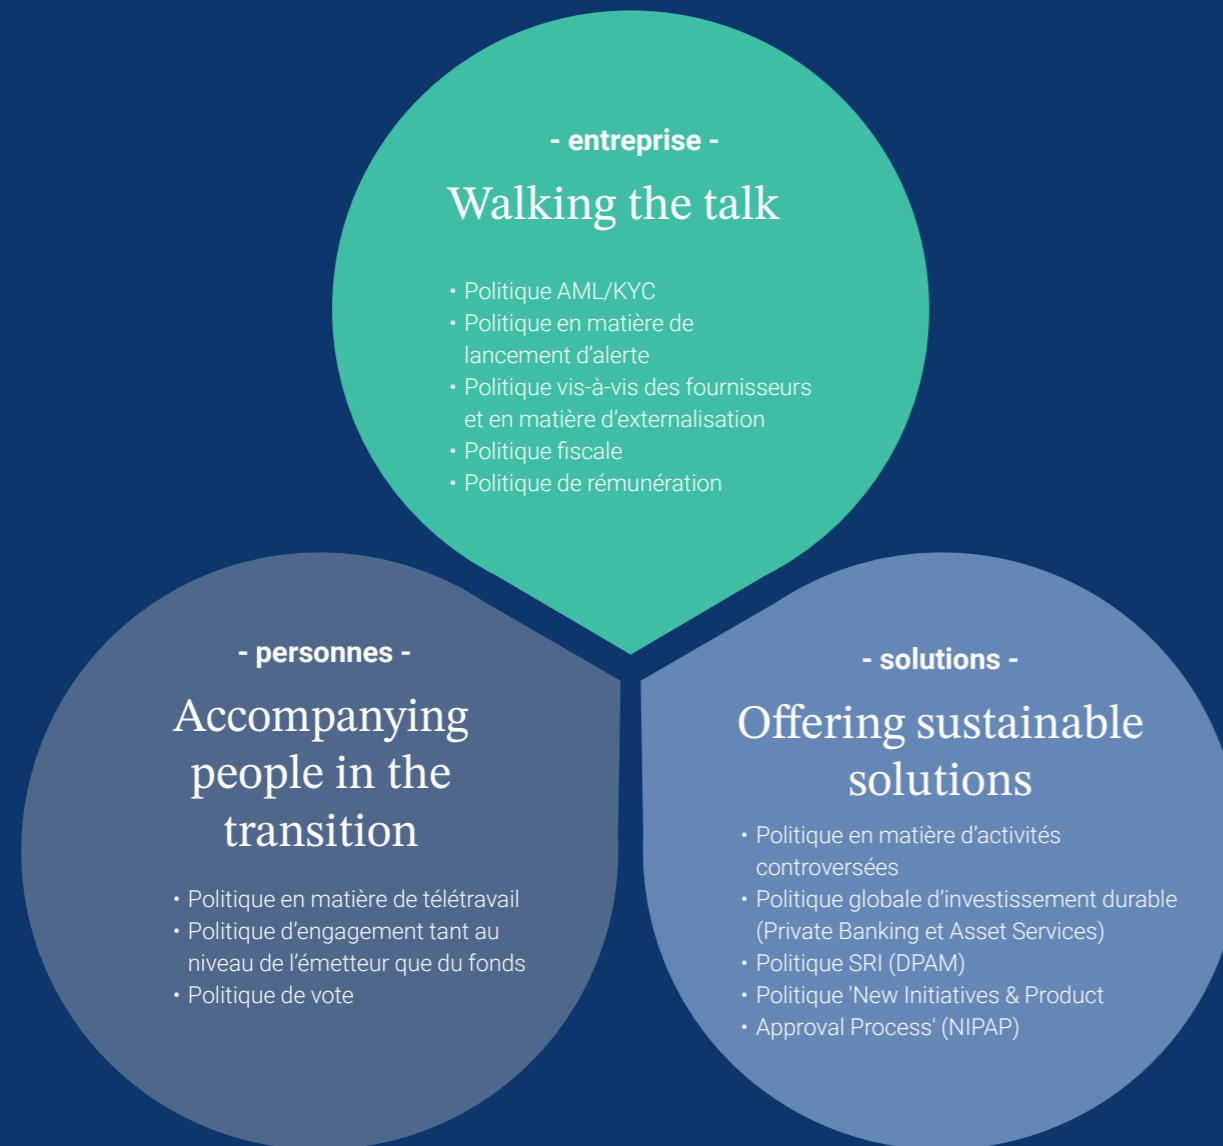 - entreprise -
Walking the talk
• Politique AML/KYC
• Politique en matière de
lancement d'alerte
• Politique vis-à-vis des fournisseurs
et en matière d'externalisation
• Politique fiscale
• Politique de rémunération
- personnes -
Accompanying
people in the
transition
• Politique en matière de télétravail
• Politique d'engagement tant au
niveau de l'émetteur que du fonds
• Politique de vote
- solutions -
Offering sustainable
solutions
• Politique en matière d'activités
controversées
• Politique globale d'investissement durable
(Private Banking et Asset Services)
• Politique SRI (DPAM)
• Politique 'New Initiatives & Product
• Approval Process' (NIPAP)